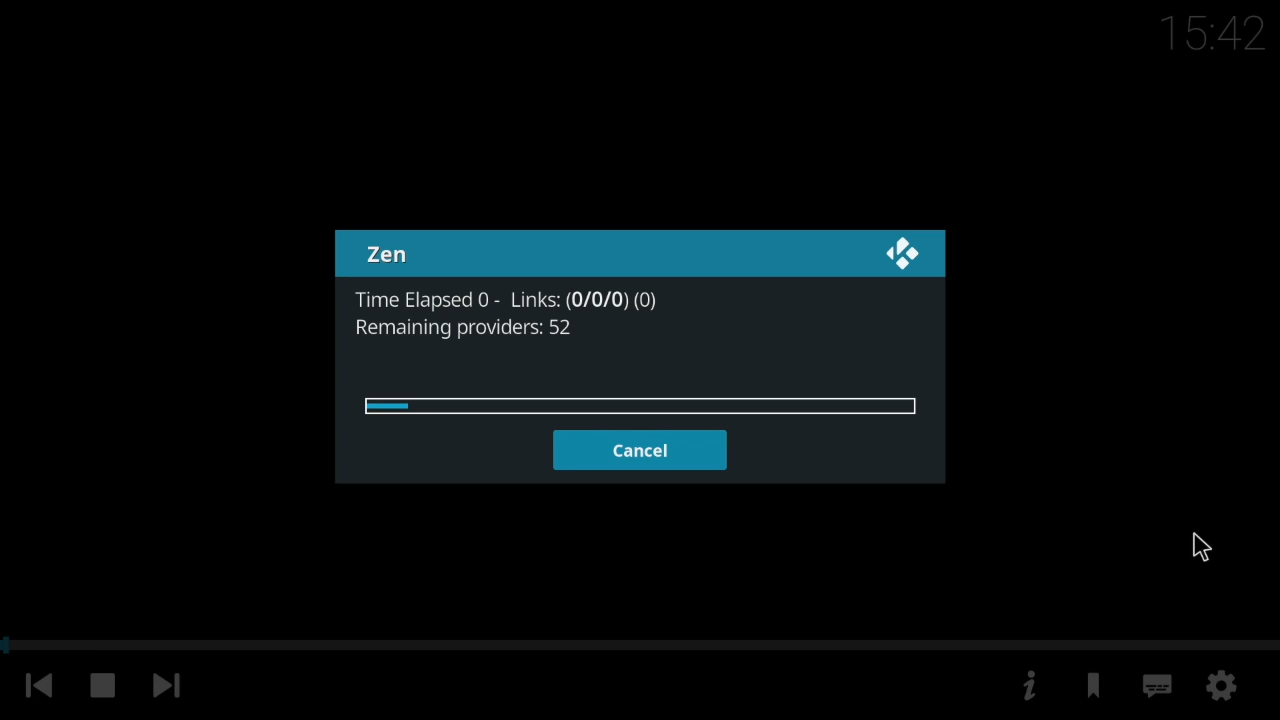 15:42
Zen
Time Elapsed 0 - Links: (0/0/0) (0)
Remaining providers: 52
Cancel